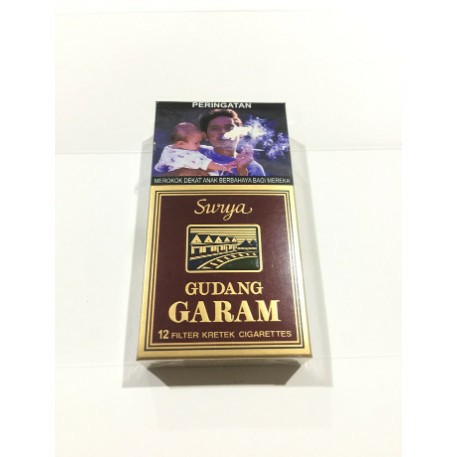 PERINGATAN
MEROKOK DEKAT ANAK BERBAHAYA BAGI MEREKA
Surya
GUDANG
GARAM
12 FILTER KRETEK CIGARETTES